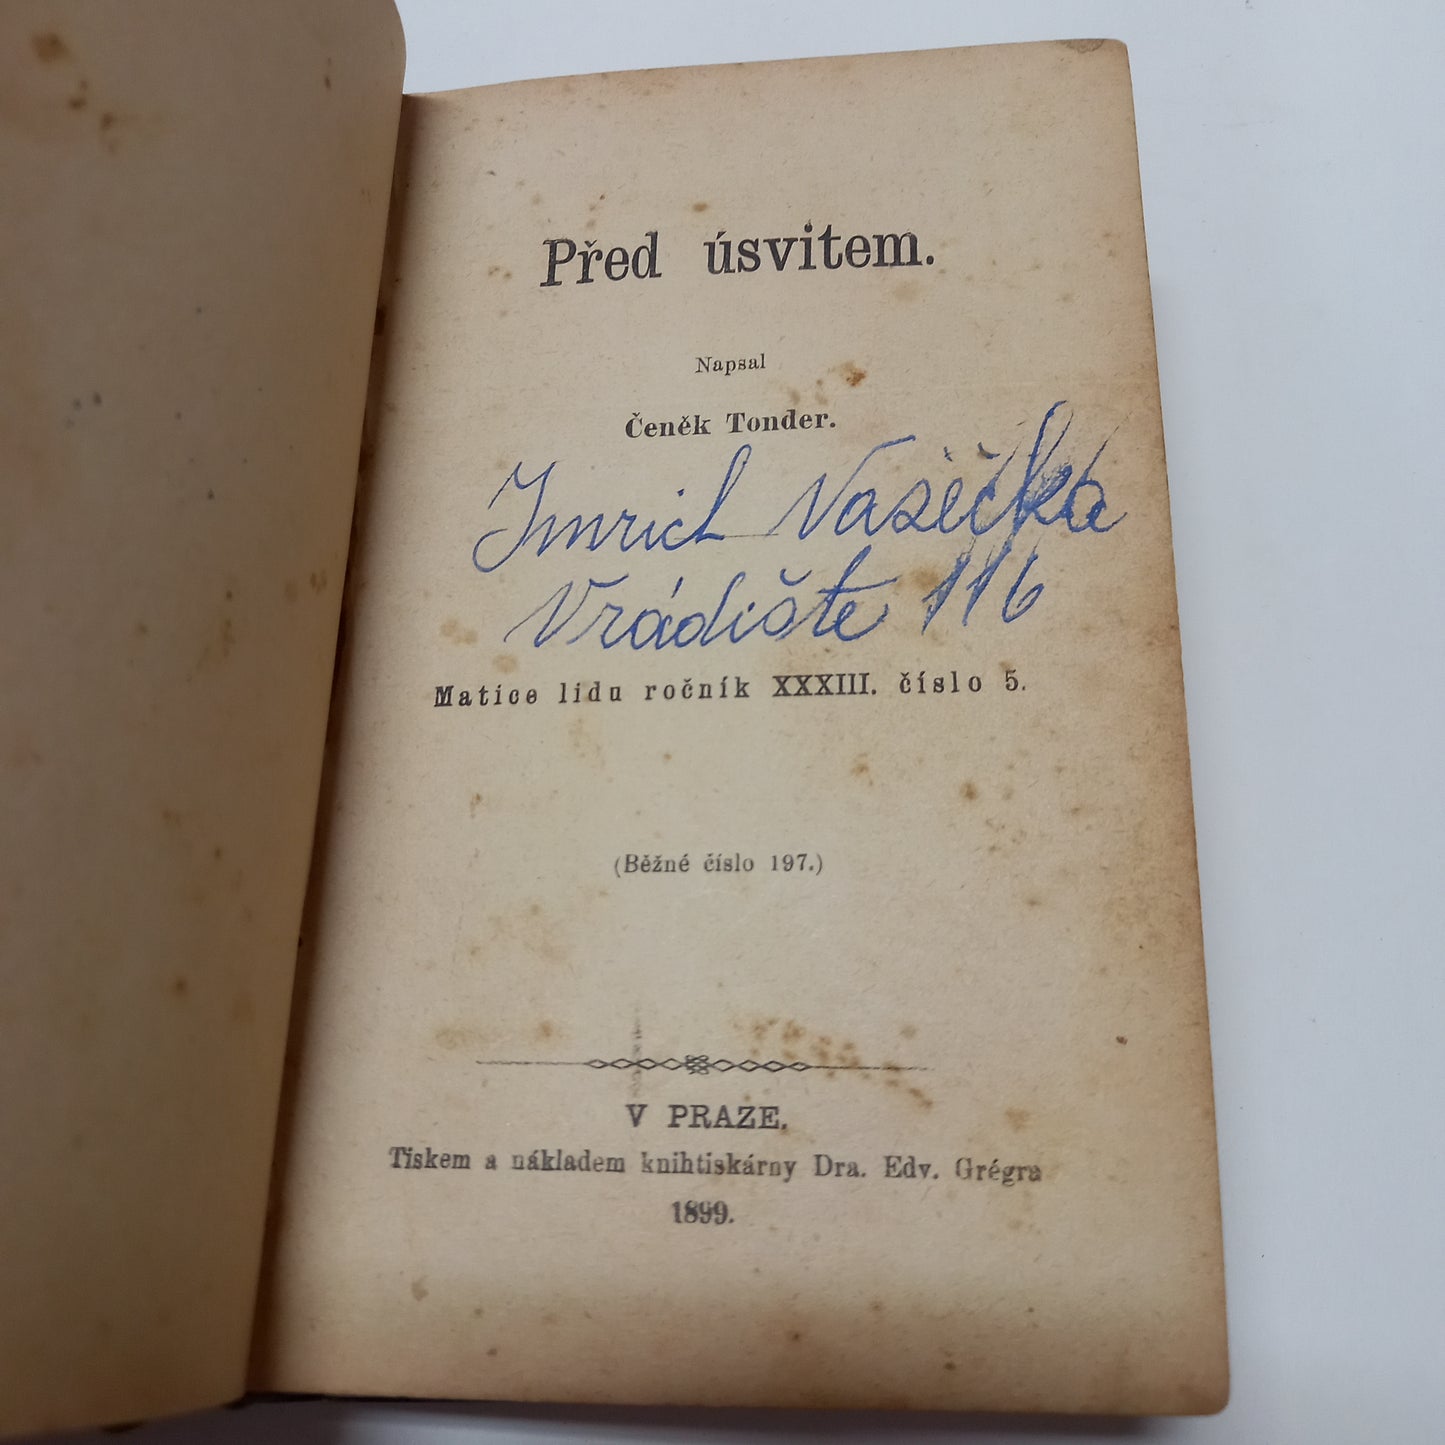 Před úsvitem.
Napsal
Čeněk Tonder.
Imrich Vašečka
Vrádište 116
Matice lidu ročník XXXIII. číslo 5.
(Běžné číslo 197.)
V PRAZE.
Tiskem a nákladem knihtiskárny Dra. Edv. Grégra
1899.